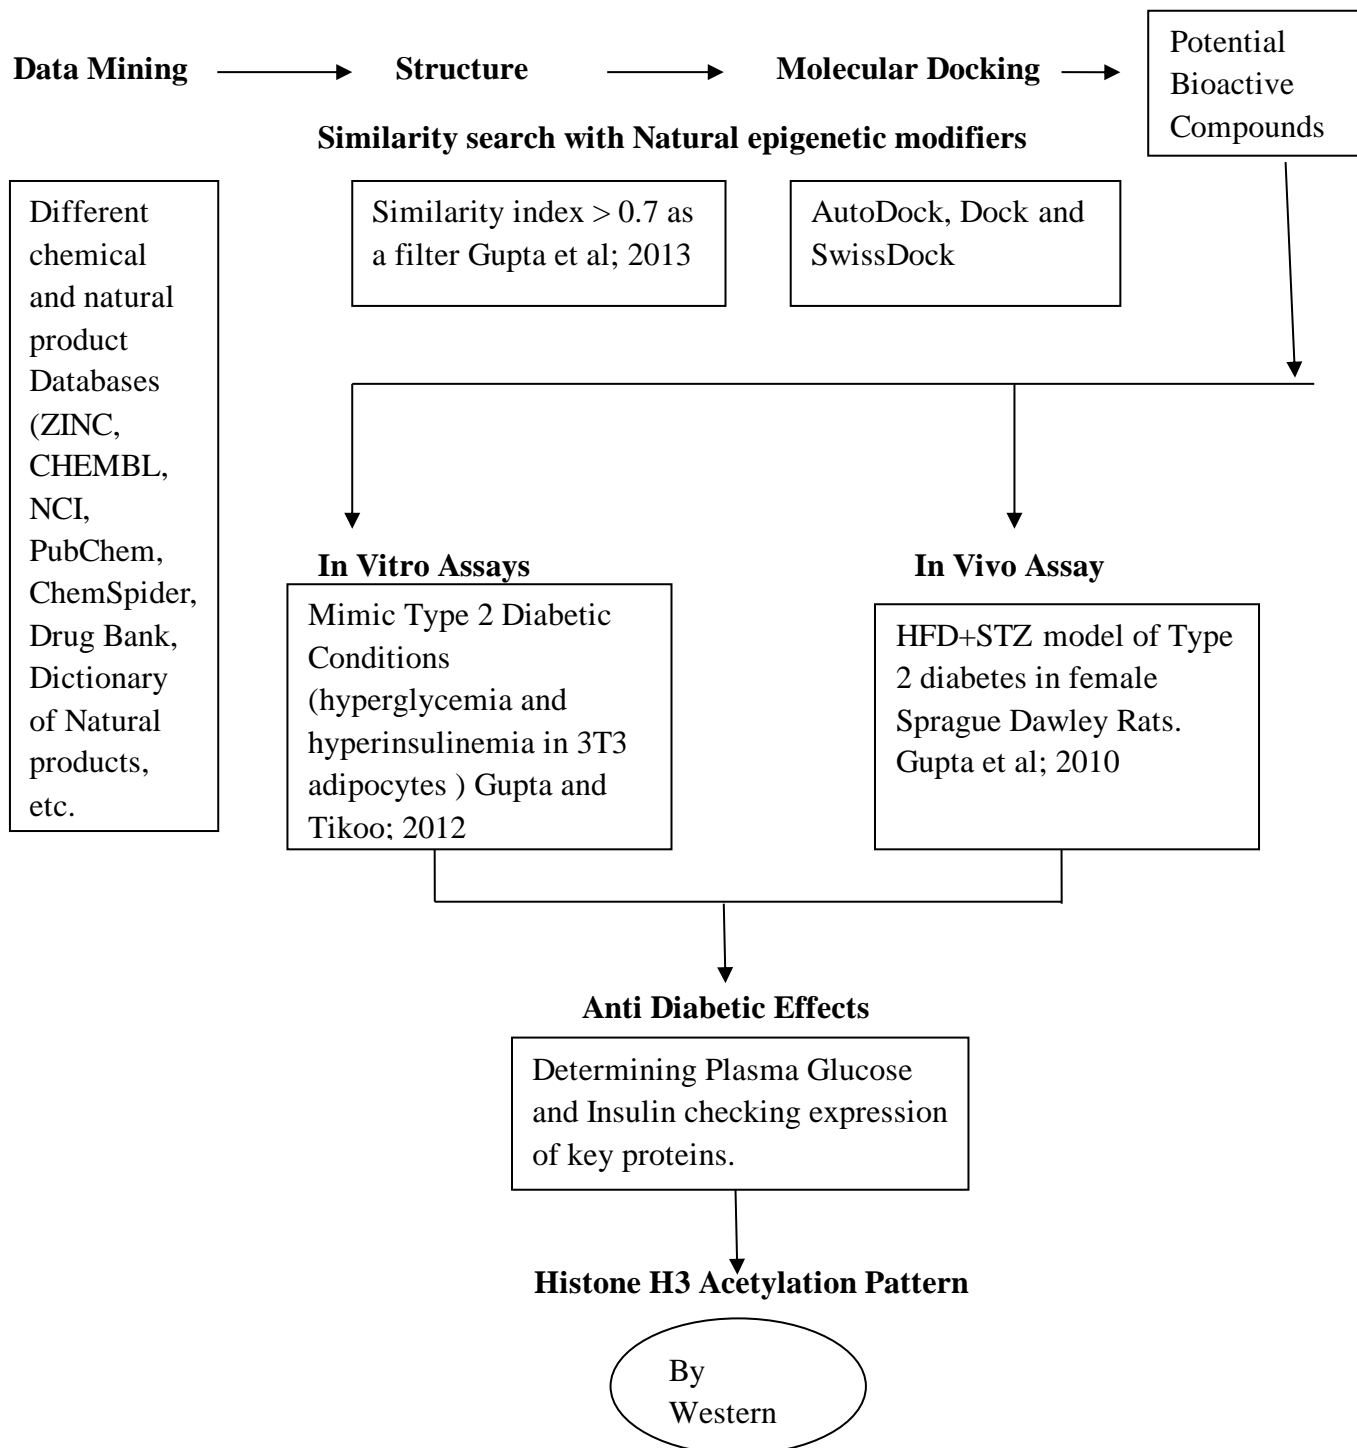 Data Mining
Structure
Molecular Docking
Potential
Bioactive
Compounds
Similarity search with Natural epigenetic modifiers
Different
chemical
and natural
product
Databases
(ZINC,
CHEMBL,
NCI,
PubChem,
ChemSpider,
Drug Bank,
Dictionary
of Natural
products,
etc.
Similarity index > 0.7 as
a filter Gupta et al; 2013
AutoDock, Dock and
SwissDock
In Vitro Assays
Mimic Type 2 Diabetic
Conditions
(hyperglycemia and
hyperinsulinemia in 3T3
adipocytes ) Gupta and
Tikoo; 2012
In Vivo Assay
HFD+STZ model of Type
2 diabetes in female
Sprague Dawley Rats.
Gupta et al; 2010
Anti Diabetic Effects
Determining Plasma Glucose
and Insulin checking expression
of key proteins.
Histone H3 Acetylation Pattern
By
Western